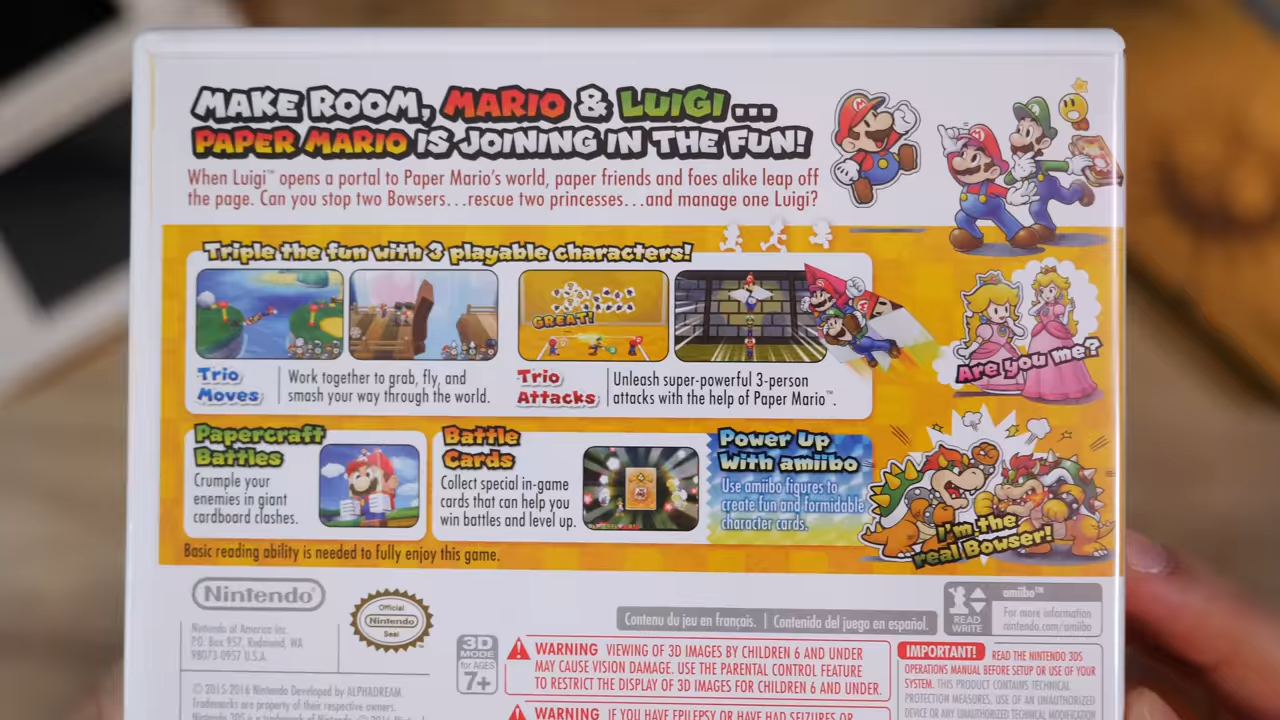 MAKE ROOM, MARIO & LUIGI...
PAPER MARIO IS JOINING IN THE FUN!
When Luigi™ opens a portal to Paper Mario's world, paper friends and foes alike leap off
the page. Can you stop two Bowsers...rescue two princesses...and manage one Luigi?
Triple the fun with 3 playable characters!
GREAT!
Trio
Moves
Work together to grab, fly, and
smash your way through the world.
Trio
Attacks
Unleash super-powerful 3-person
attacks with the help of Paper Mario™.
Are you me?
Papercraft
Battles
Crumple your
enemies in giant
cardboard clashes.
Battle
Cards
Collect special in-game
cards that can help you
win battles and level up.
Power Up
With amiibo
Use amiibo figures to
create fun and formidable
character cards.
I'm the
real Bowser!
Basic reading ability is needed to fully enjoy this game.
Nintendo®
Official
Nintendo
Seal
Nintendo of America Inc.
P.O. Box 957, Redmond, WA
98073-0957 U.S.A.
Contenu du jeu en français. | Contenida del juego en español.
READ
WRITE
amiibo™
For more information
nintendo.com/amiibo
3D
MODE
for AGES
7+
WARNING VIEWING OF 3D IMAGES BY CHILDREN 6 AND UNDER
MAY CAUSE VISION DAMAGE. USE THE PARENTAL CONTROL FEATURE
TO RESTRICT THE DISPLAY OF 3D IMAGES FOR CHILDREN 6 AND UNDER.
WARNING IF YOU HAVE EPILEPSY OR HAVE HAD SEIZURES OR
IMPORTANT! READ THE NINTENDO 3DS
OPERATIONS MANUAL BEFORE SETUP OR USE OF YOUR
SYSTEM. THIS PRODUCT CONTAINS TECHNICAL
PROTECTION MEASURES. USE OF AN UNAUTHORIZED
DEVICE OR ANY UNAUTHORIZED TECHNICAL MODIFICATION
© 2015-2016 Nintendo Developed by ALPHADREAM.
Trademarks are property of their respective owners.
Nintendo 3DS is a trademark of Nintendo.